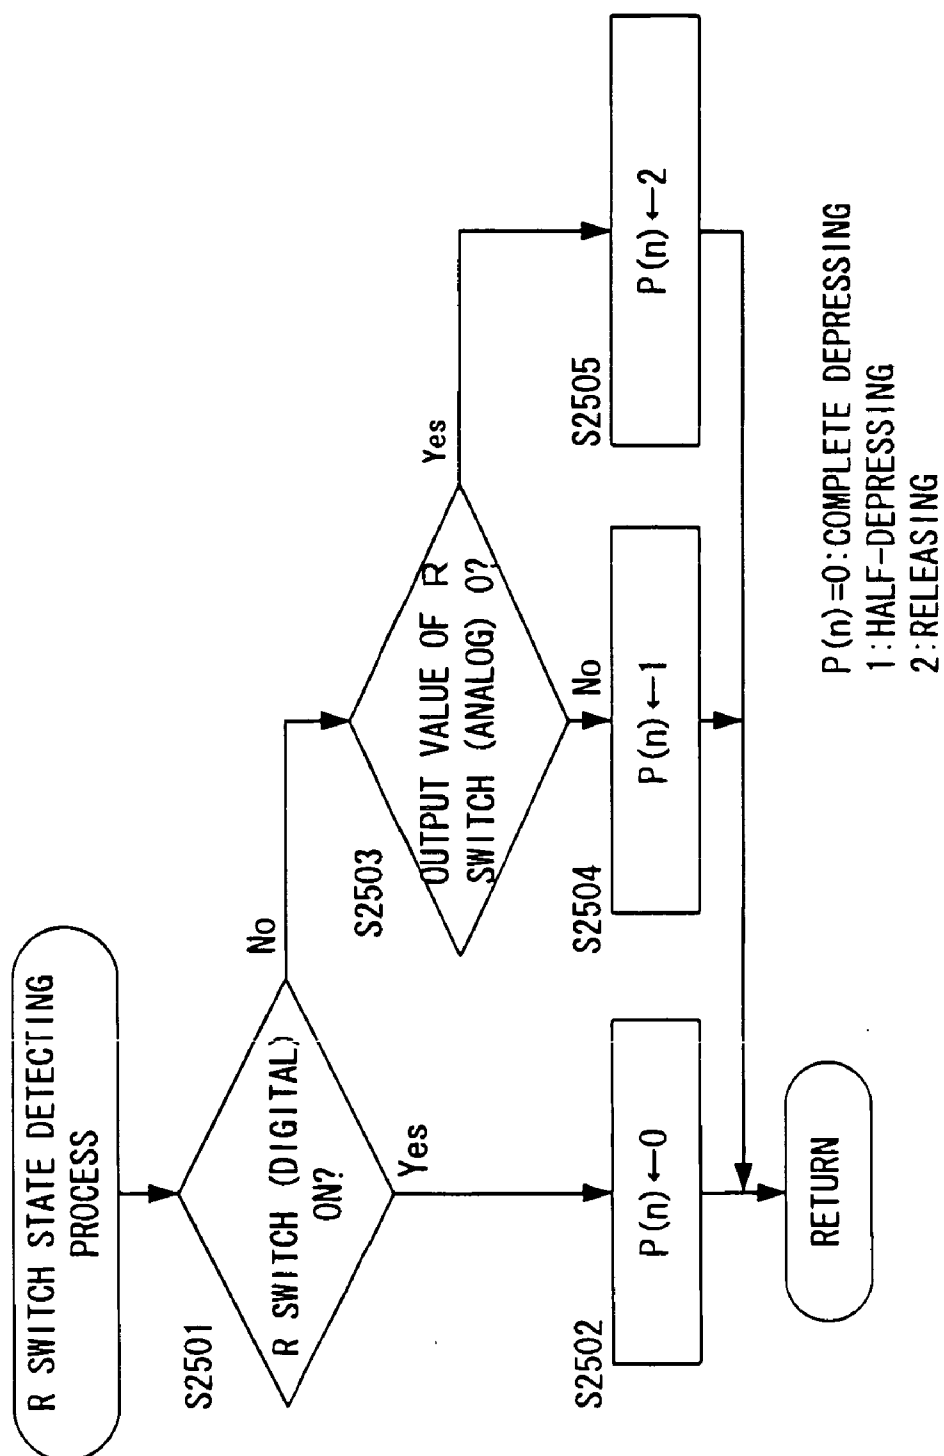 R SWITCH STATE DETECTING
PROCESS
S2501
R SWITCH (DIGITAL)
ON?
No
Yes
S2503
OUTPUT VALUE OF R
SWITCH (ANALOG) 0?
Yes
No
S2502
P(n)←0
S2504
P(n)←1
S2505
P(n)←2
RETURN
P(n)=0:COMPLETE DEPRESSING
1:HALF-DEPRESSING
2:RELEASING